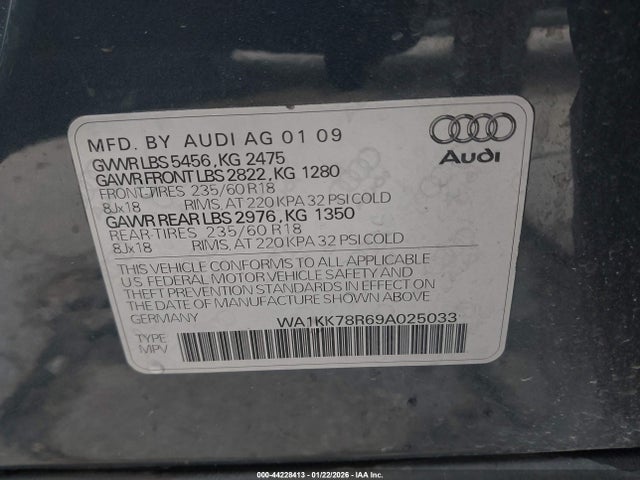 MFD. BY AUDI AG 01 09
GVWR LBS 5456, KG 2475
GAWR FRONT LBS 2822, KG 1280
FRONT-TIRES 235/60 R18
8Jx18 RIMS, AT 220 KPA 32 PSI COLD
GAWR REAR LBS 2976, KG 1350
REAR-TIRES 235/60 R18
8Jx18 RIMS, AT 220 KPA 32 PSI COLD
Audi
THIS VEHICLE CONFORMS TO ALL APPLICABLE
U.S. FEDERAL MOTOR VEHICLE SAFETY AND
THEFT PREVENTION STANDARDS IN EFFECT ON
THE DATE OF MANUFACTURE SHOWN ABOVE.
GERMANY WA1KK78R69A025033
TYPE
MPV
000-44228413 - 01/22/2026 - IAA Inc.